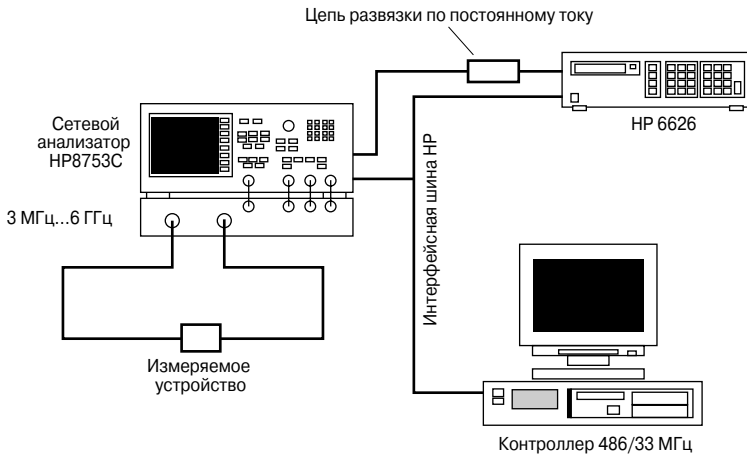 Цепь развязки по постоянному току
Сетевой
анализатор
HP8753C
HP 6626
3 МГц...6 ГГц
Интерфейсная шина HP
Измеряемое
устройство
Контроллер 486/33 МГц